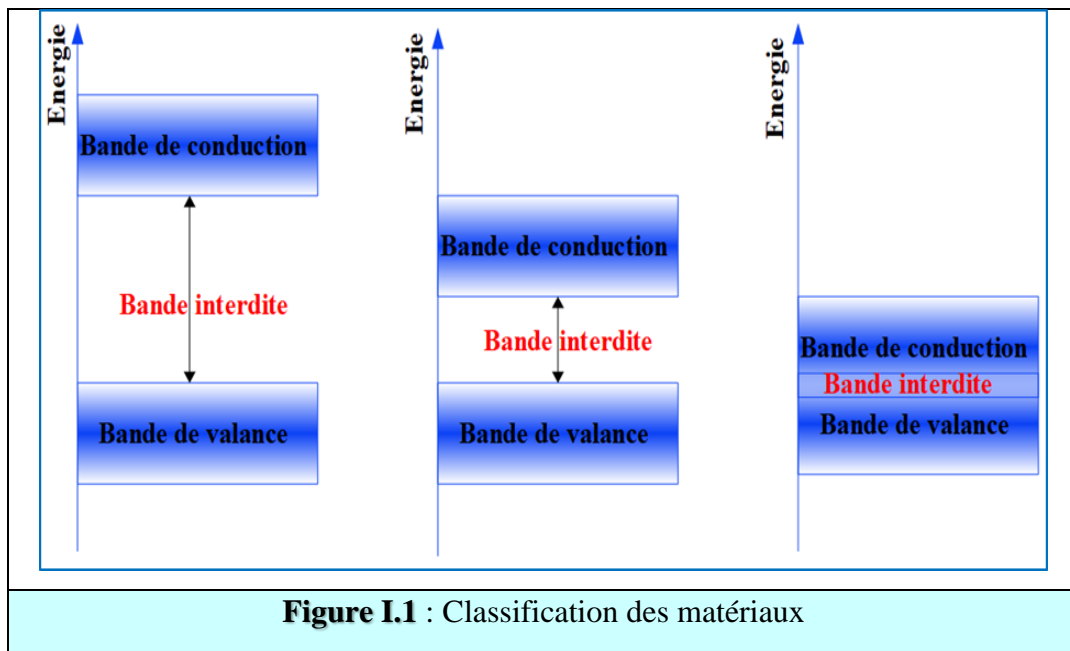 Energie
Bande de conduction
Bande interdite
Bande de valance
Energie
Bande de conduction
Bande interdite
Bande de valance
Energie
Bande de conduction
Bande interdite
Bande de valance
Figure I.1 : Classification des matériaux